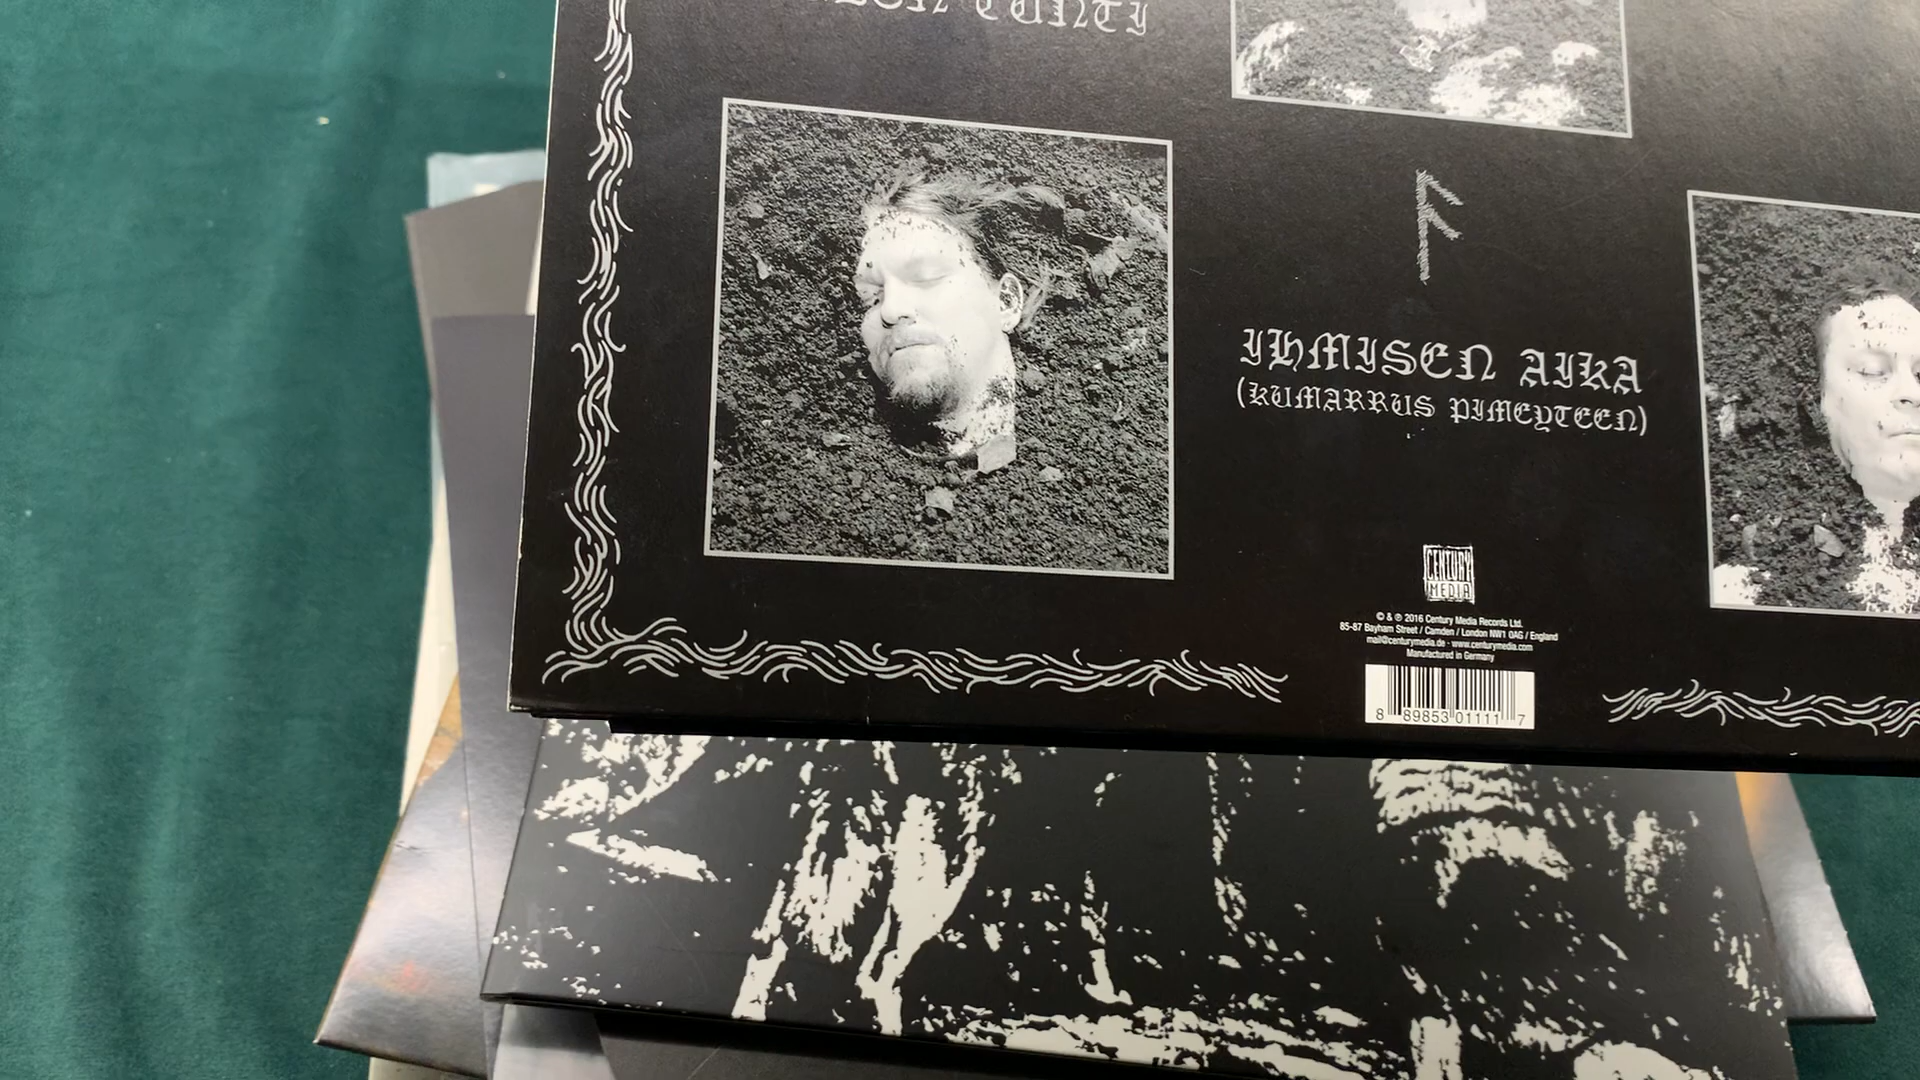 IHMISEN AIKA
(KUMARRUS PIMEYTEEN)
CENTURY
MEDIA
© & ℗ 2016 Century Media Records Ltd.
85-87 Bayham Street / Camden / London NW1 0AG / England
mail@centurymedia.de · www.centurymedia.com
Manufactured in Germany
8 89853 01111 7